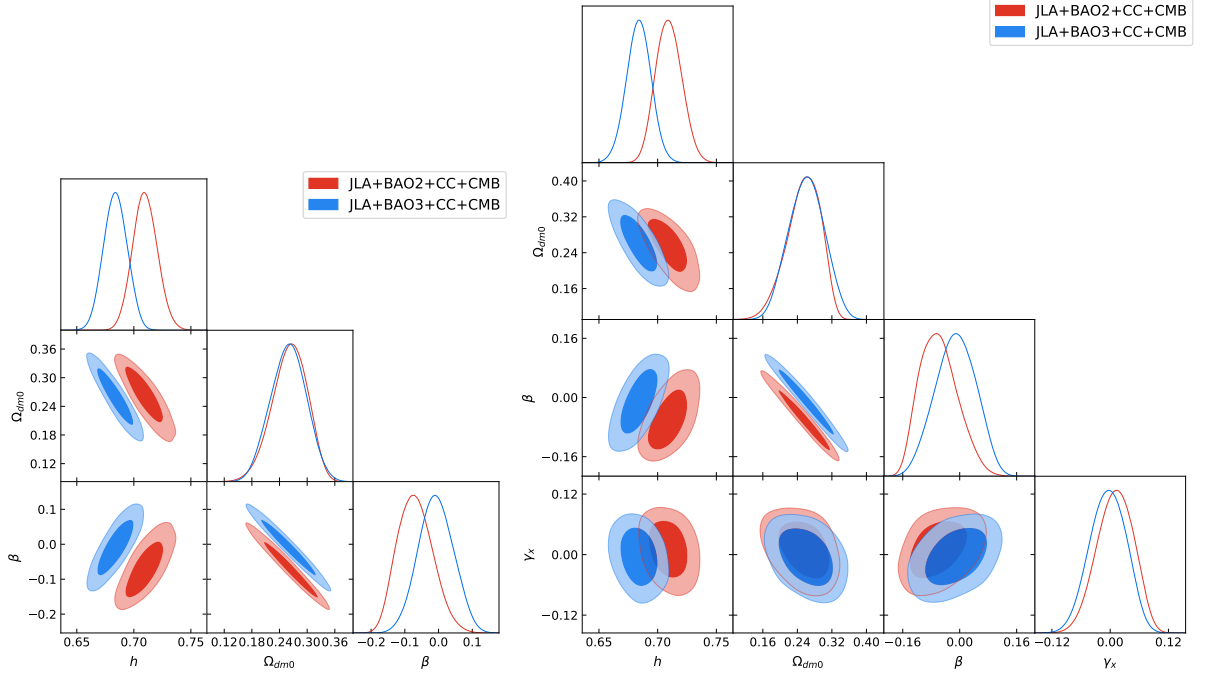 JLA+BAO2+CC+CMB
JLA+BAO3+CC+CMB
0.36
0.30
0.24
0.18
0.12
Ω_dm0
0.1
0.0
−0.1
−0.2
β
0.65 0.70 0.75
h
0.12 0.18 0.24 0.30 0.36
Ω_dm0
−0.2 −0.1 0.0 0.1
β
JLA+BAO2+CC+CMB
JLA+BAO3+CC+CMB
0.40
0.32
0.24
0.16
Ω_dm0
0.16
0.00
−0.16
β
0.12
0.00
−0.12
γ_x
0.65 0.70 0.75
h
0.16 0.24 0.32 0.40
Ω_dm0
−0.16 0.00 0.16
β
−0.12 0.00 0.12
γ_x